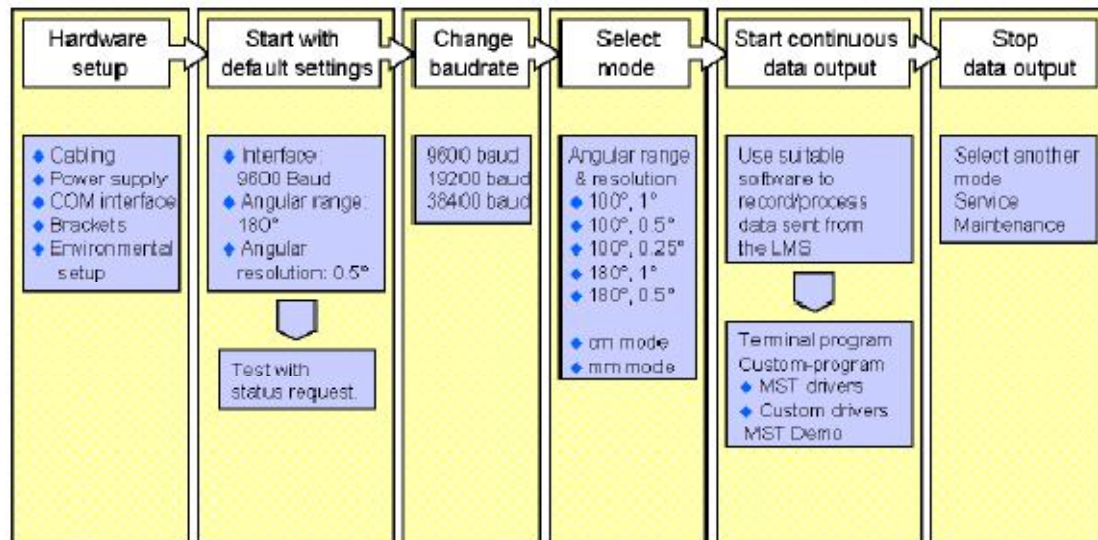 Hardware
setup
Start with
default settings
Change
baudrate
Select
mode
Start continuous
data output
Stop
data output
Cabling
Power supply
COM interface
Brackets
Environmental
setup
Interface:
9600 Baud
Angular range:
180°
Angular
resolution: 0.5°
Test with
status request.
9600 baud
19200 baud
38400 baud
Angular range
& resolution
100°, 1°
100°, 0.5°
100°, 0.25°
180°, 1°
180°, 0.5°
cm mode
mm mode
Use suitable
software to
record/process
data sent from
the LMS
Terminal program
Custom-program
MST drivers
Custom drivers
MST Demo
Select another
mode
Service
Maintenance